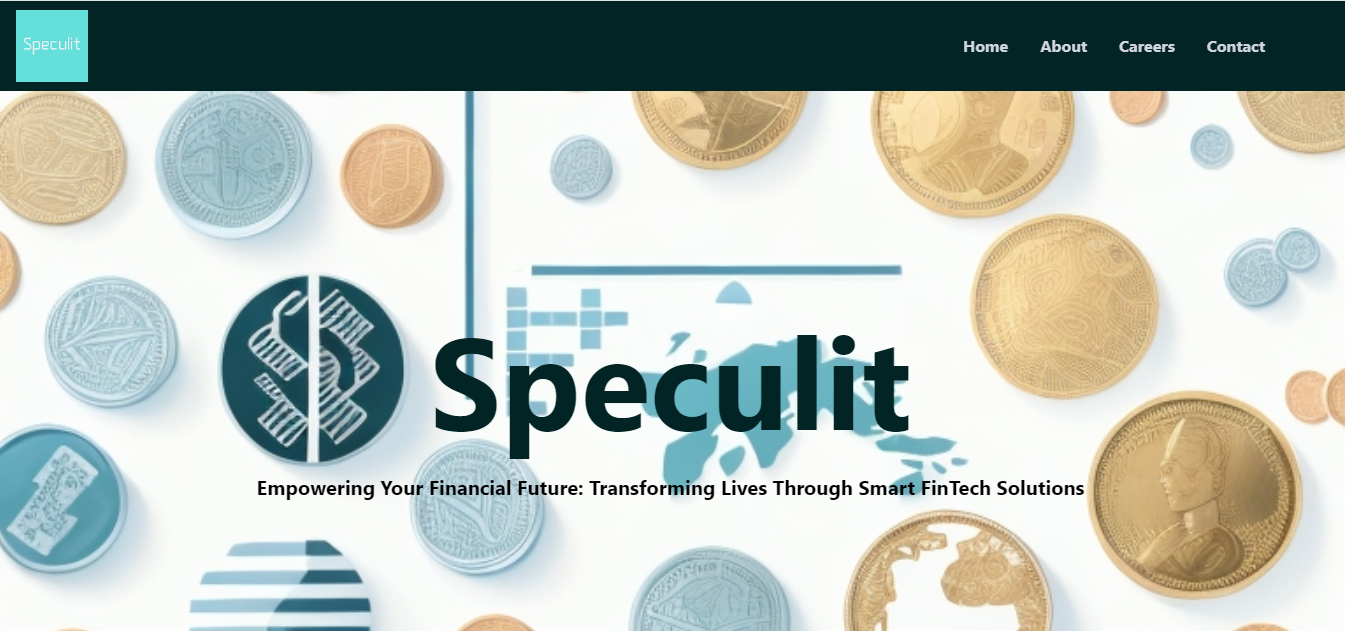 Speculit
Home About Careers Contact
Speculit
Empowering Your Financial Future: Transforming Lives Through Smart FinTech Solutions